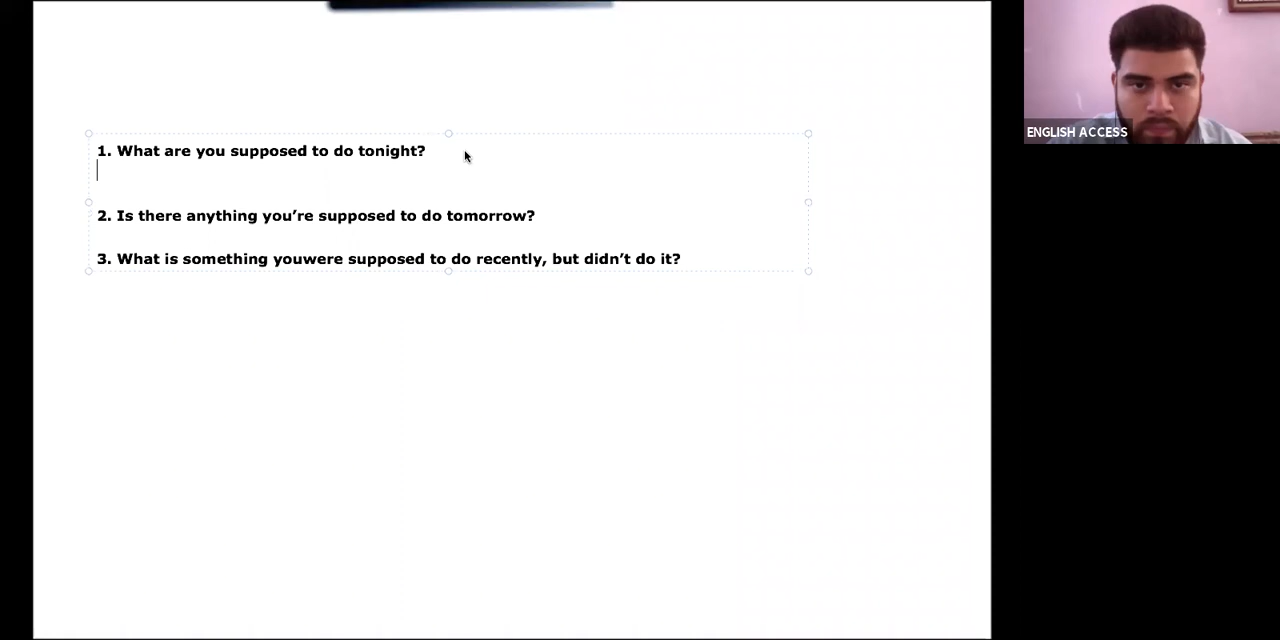 1. What are you supposed to do tonight?
2. Is there anything you’re supposed to do tomorrow?
3. What is something youwere supposed to do recently, but didn’t do it?
ENGLISH ACCESS